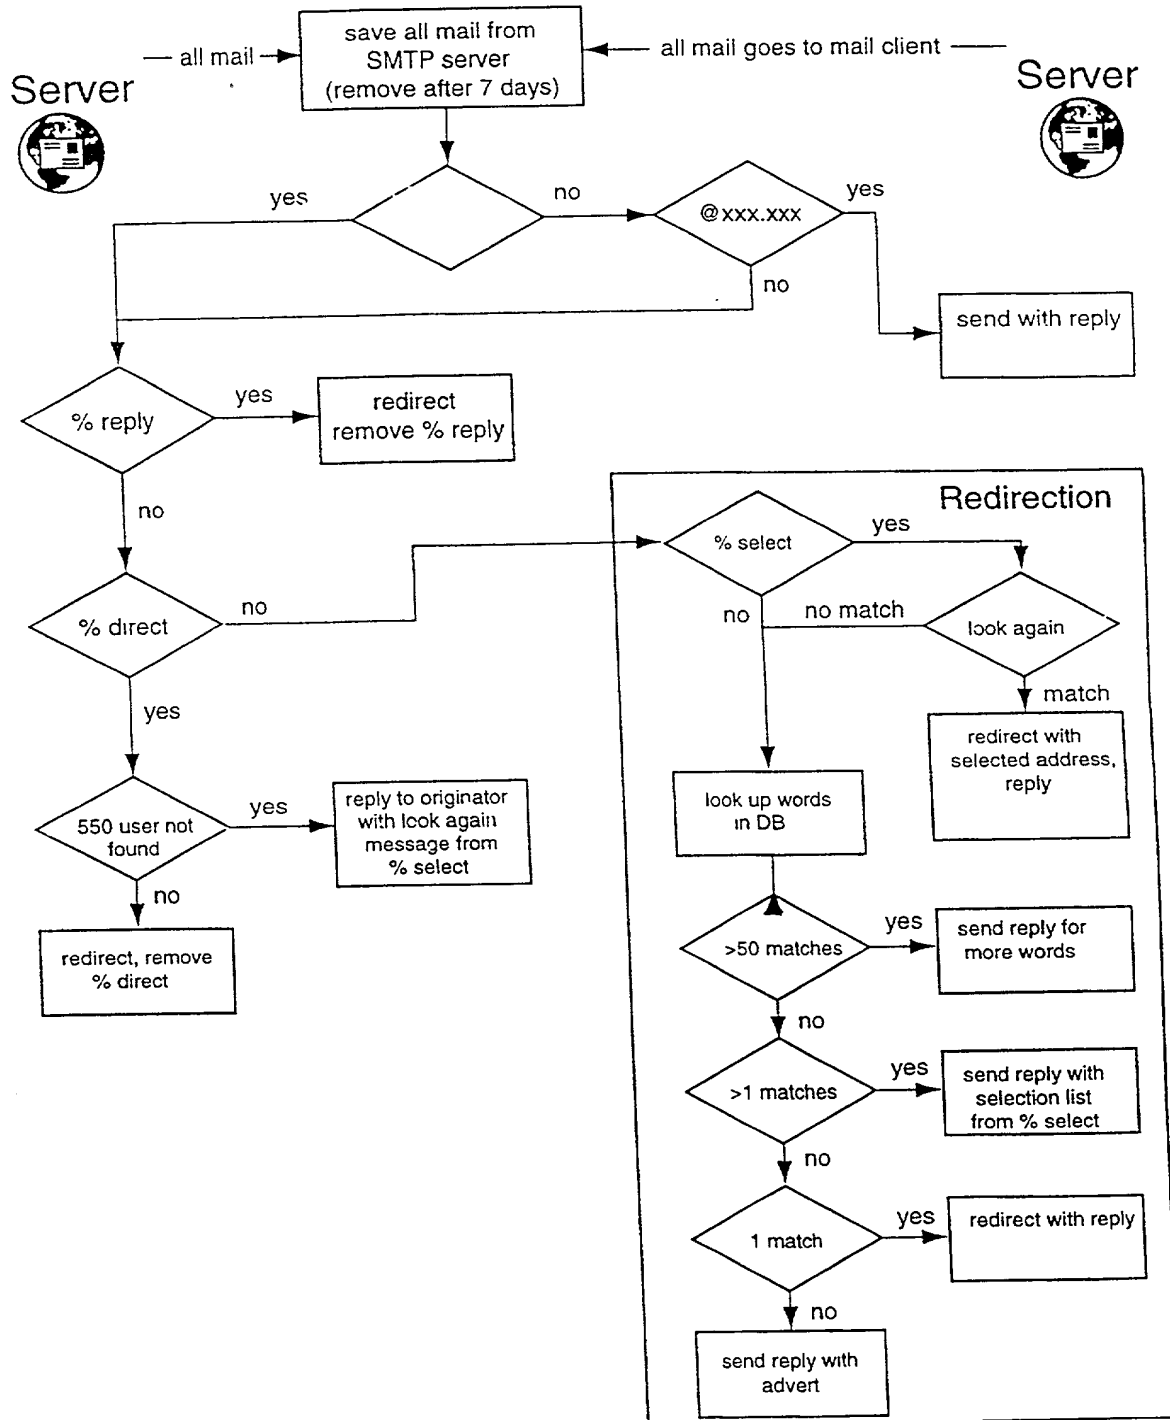 save all mail from
SMTP server
(remove after 7 days)
all mail
all mail goes to mail client
Server
Server
yes
no
@xxx.xxx
yes
no
send with reply
% reply
yes
redirect
remove % reply
no
Redirection
% select
yes
% direct
no
no
no match
look again
match
yes
redirect with
selected address,
reply
look up words
in DB
550 user not
found
yes
reply to originator
with look again
message from
% select
no
redirect, remove
% direct
>50 matches
yes
send reply for
more words
no
>1 matches
yes
send reply with
selection list
from % select
no
1 match
yes
redirect with reply
no
send reply with
advert